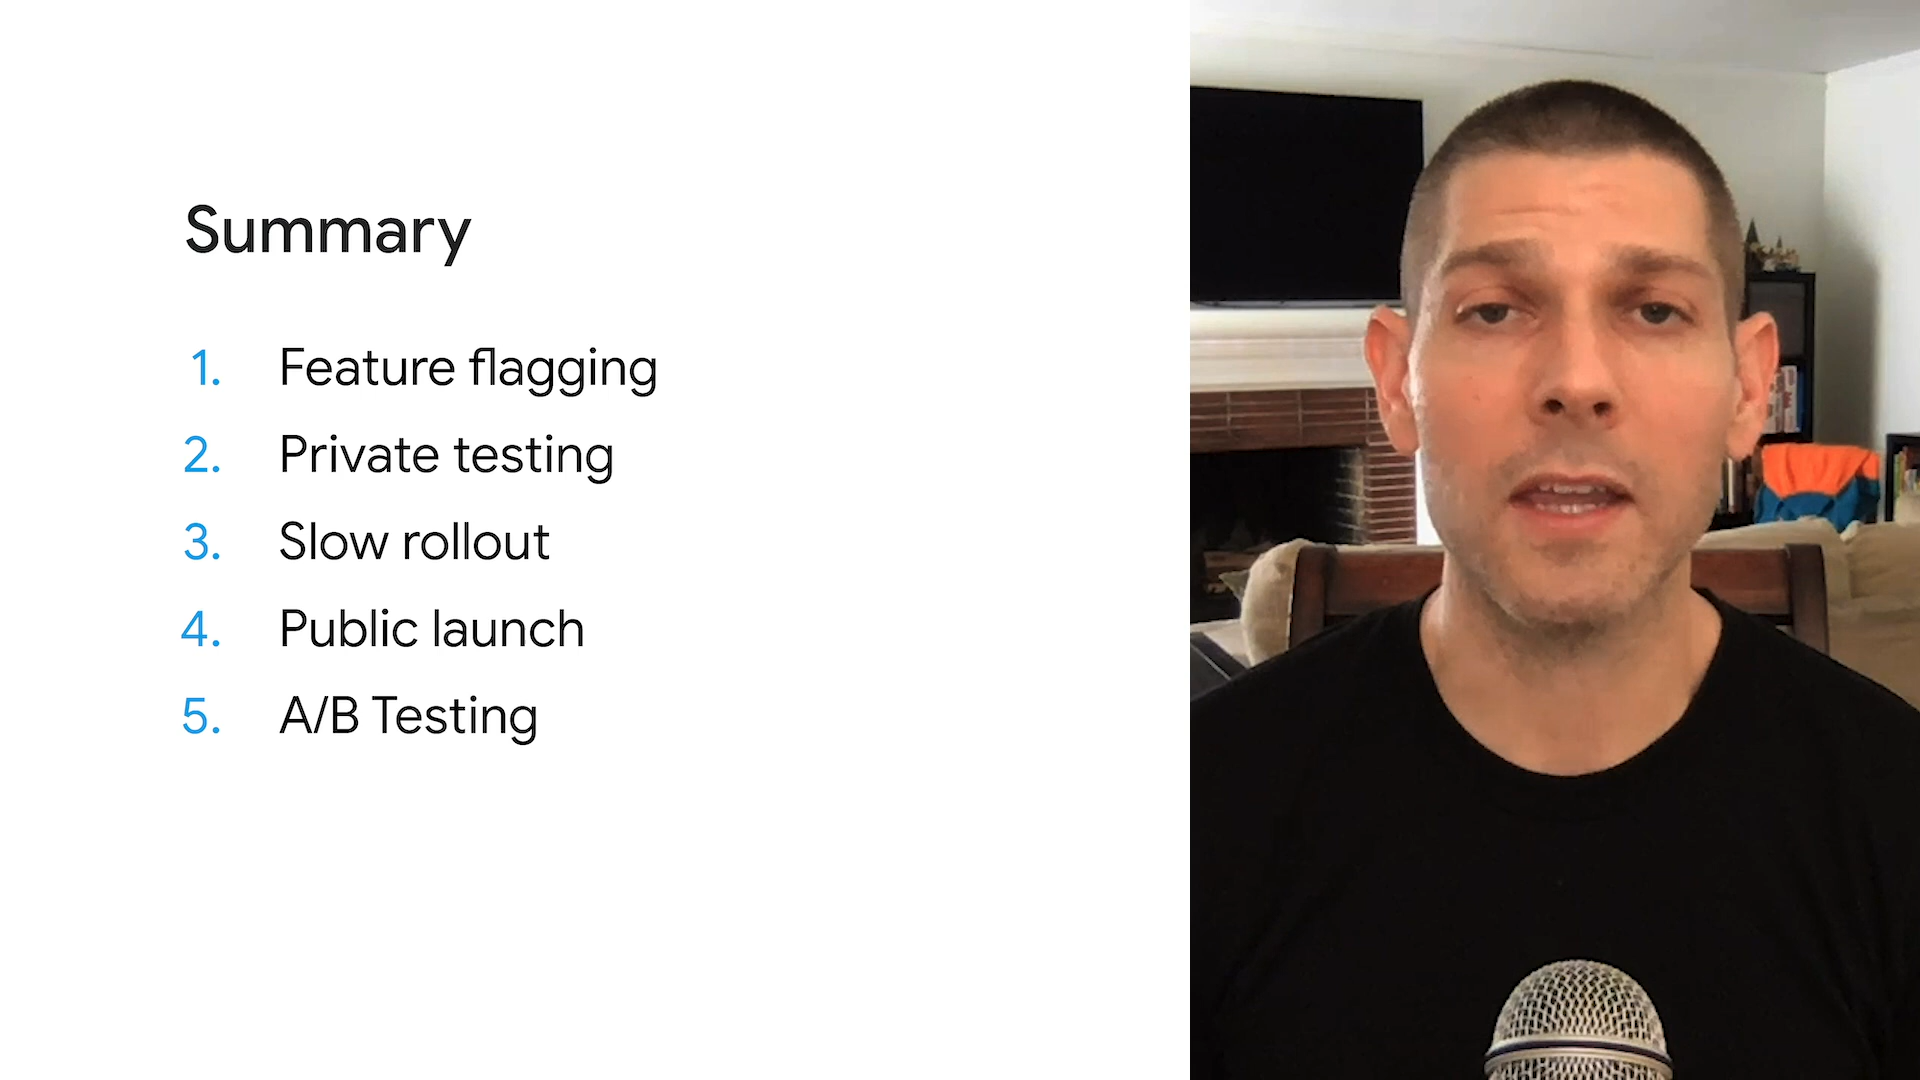 Summary
1. Feature flagging
2. Private testing
3. Slow rollout
4. Public launch
5. A/B Testing